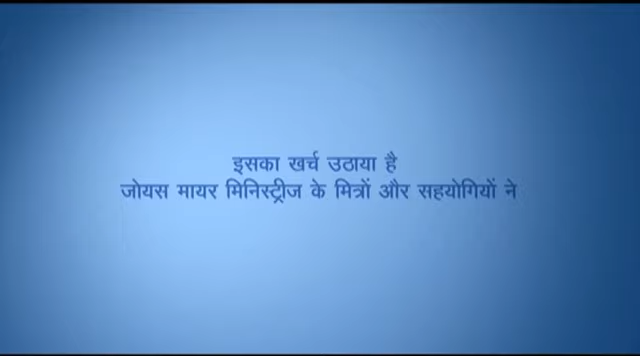 इसका खर्च उठाया है
जोयस मायर मिनिस्ट्रीज के मित्रों और सहयोगियों ने